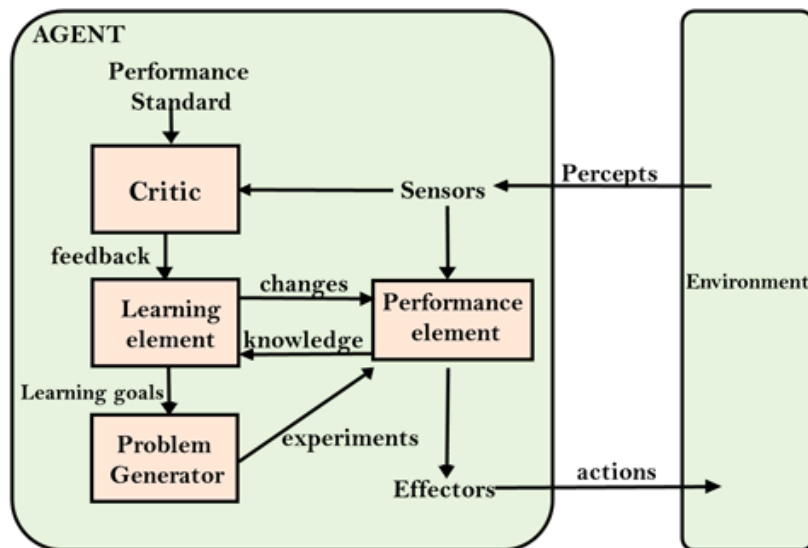 AGENT
Performance
Standard
Critic
Sensors
Percepts
feedback
changes
Environment
Learning
element
Performance
element
knowledge
Learning goals
Problem
Generator
experiments
Effectors
actions